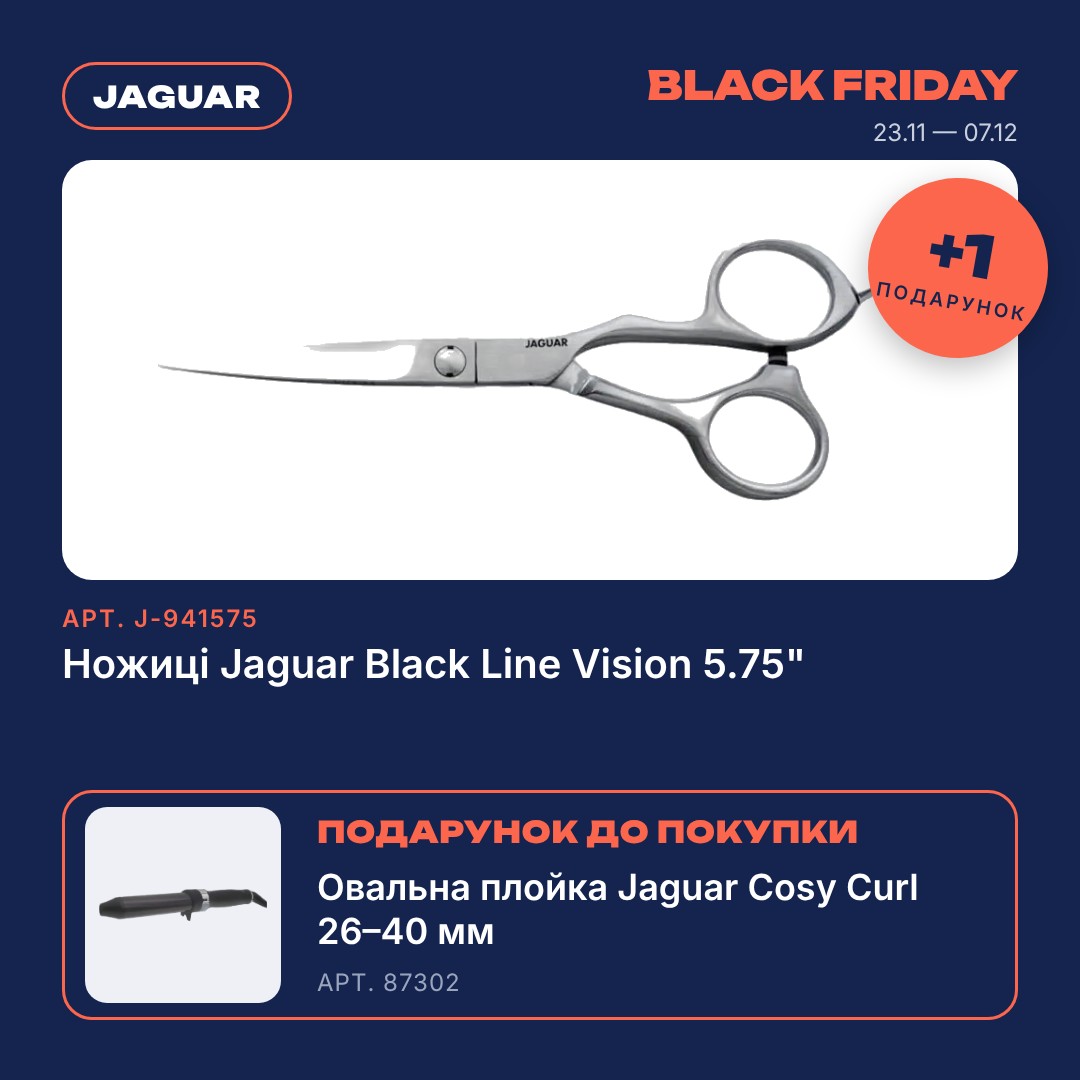 JAGUAR
BLACK FRIDAY
23.11 — 07.12
+1
ПОДАРУНОК
JAGUAR
АРТ. J-941575
Ножиці Jaguar Black Line Vision 5.75"
ПОДАРУНОК ДО ПОКУПКИ
Овальна плойка Jaguar Cosy Curl
26–40 мм
АРТ. 87302